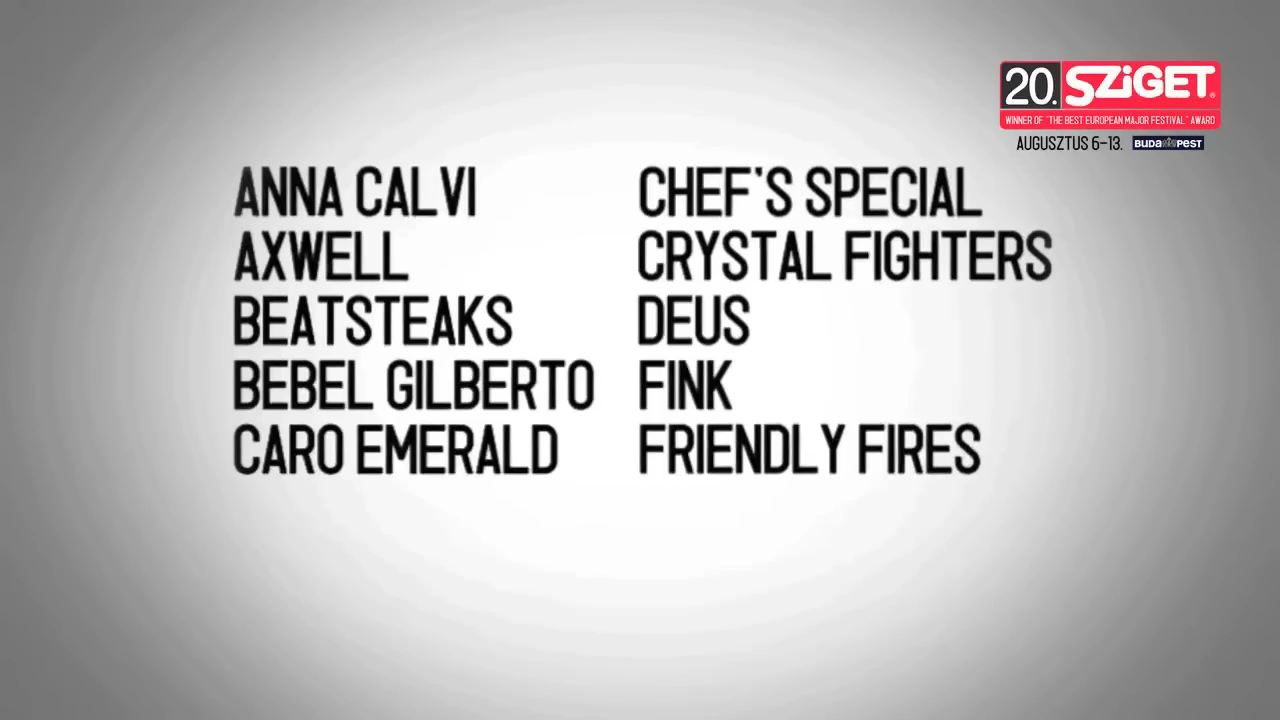 20. SZIGET
WINNER OF "THE BEST EUROPEAN MAJOR FESTIVAL" AWARD
AUGUSZTUS 6-13. BUDAPEST
ANNA CALVI
AXWELL
BEATSTEAKS
BEBEL GILBERTO
CARO EMERALD
CHEF'S SPECIAL
CRYSTAL FIGHTERS
DEUS
FINK
FRIENDLY FIRES